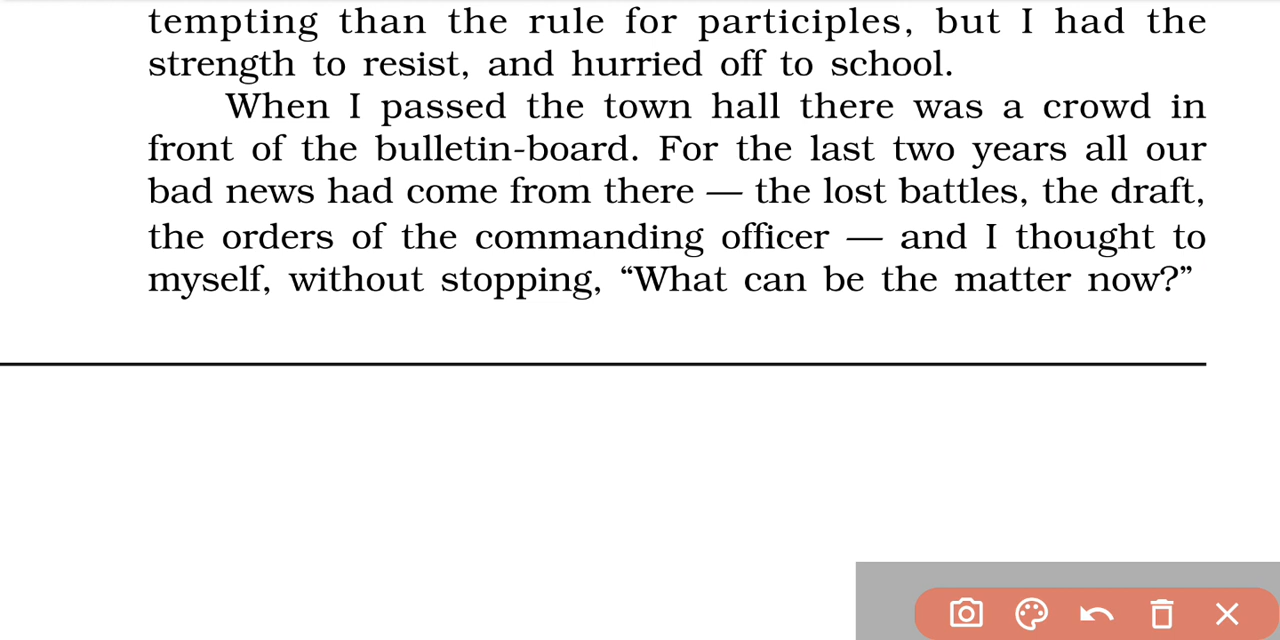 tempting than the rule for participles, but I had the
strength to resist, and hurried off to school.
When I passed the town hall there was a crowd in
front of the bulletin-board. For the last two years all our
bad news had come from there — the lost battles, the draft,
the orders of the commanding officer — and I thought to
myself, without stopping, “What can be the matter now?”